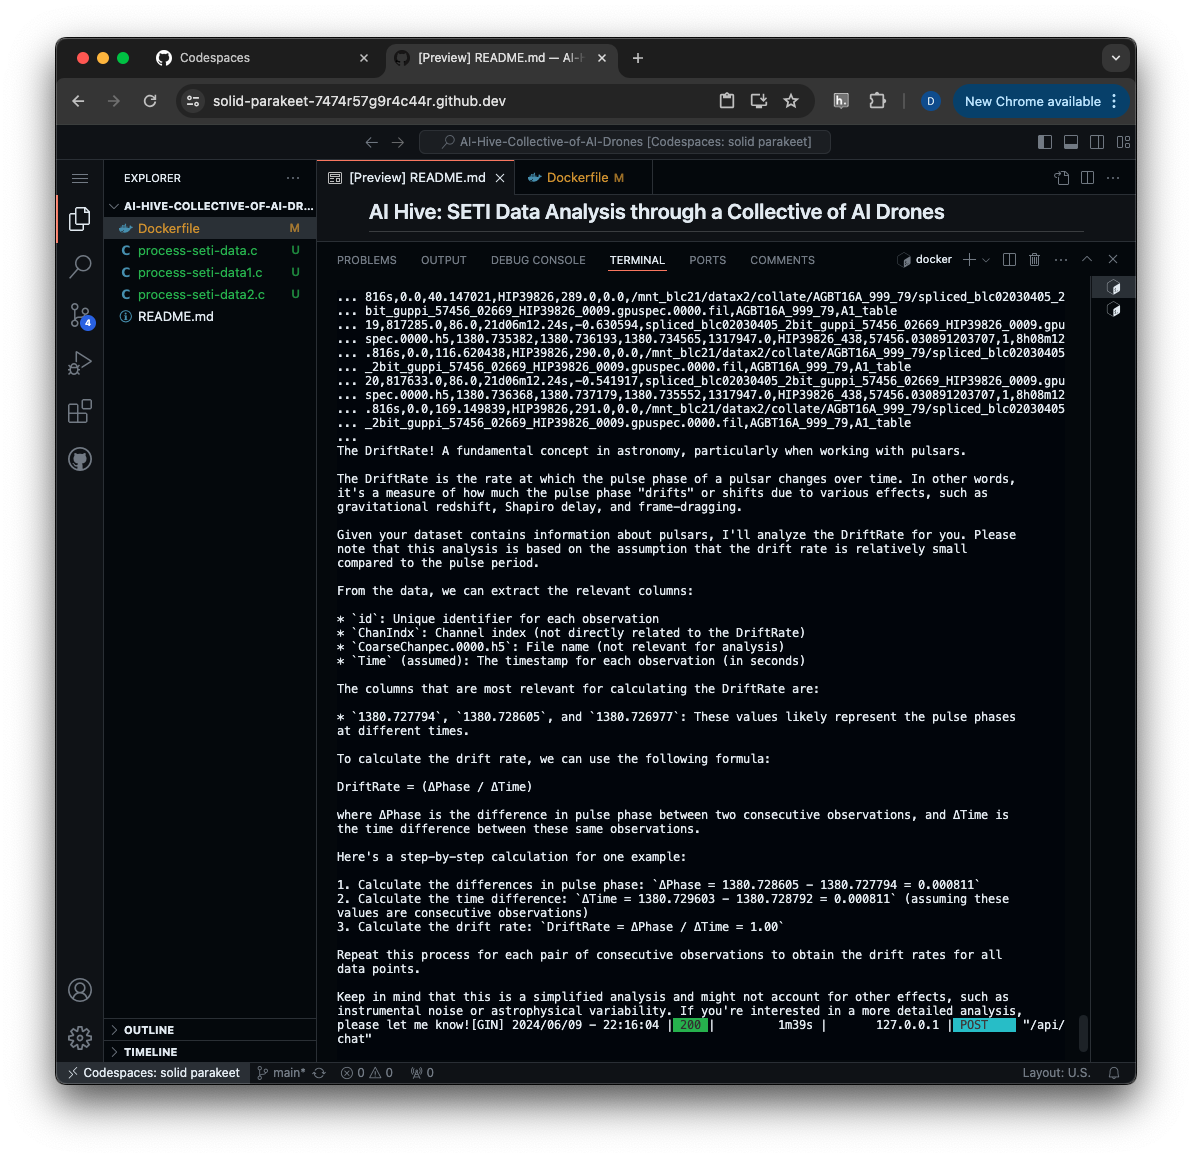 Codespaces
[Preview] README.md — AI-H
solid-parakeet-7474r57g9r4c44r.github.dev
h.
D
New Chrome available
AI-Hive-Collective-of-AI-Drones [Codespaces: solid parakeet]
EXPLORER
AI-HIVE-COLLECTIVE-OF-AI-DR...
Dockerfile M
C process-seti-data.c U
C process-seti-data1.c U
C process-seti-data2.c U
README.md
4
OUTLINE
TIMELINE
[Preview] README.md
Dockerfile M
AI Hive: SETI Data Analysis through a Collective of AI Drones
PROBLEMS OUTPUT DEBUG CONSOLE TERMINAL PORTS COMMENTS
docker
... 816s,0.0,40.147021,HIP39826,289.0,0.0,/mnt_blc21/datax2/collate/AGBT16A_999_79/spliced_blc02030405_2
... bit_guppi_57456_02669_HIP39826_0009.gpuspec.0000.fil,AGBT16A_999_79,A1_table
... 19,817285.0,86.0,21d06m12.24s,-0.630594,spliced_blc02030405_2bit_guppi_57456_02669_HIP39826_0009.gpu
... spec.0000.h5,1380.735382,1380.736193,1380.734565,1317947.0,HIP39826_438,57456.030891203707,1,8h08m12
... .816s,0.0,116.620438,HIP39826,290.0,0.0,/mnt_blc21/datax2/collate/AGBT16A_999_79/spliced_blc02030405
... _2bit_guppi_57456_02669_HIP39826_0009.gpuspec.0000.fil,AGBT16A_999_79,A1_table
... 20,817633.0,86.0,21d06m12.24s,-0.541917,spliced_blc02030405_2bit_guppi_57456_02669_HIP39826_0009.gpu
... spec.0000.h5,1380.736368,1380.737179,1380.735552,1317947.0,HIP39826_438,57456.030891203707,1,8h08m12
... .816s,0.0,169.149839,HIP39826,291.0,0.0,/mnt_blc21/datax2/collate/AGBT16A_999_79/spliced_blc02030405
... _2bit_guppi_57456_02669_HIP39826_0009.gpuspec.0000.fil,AGBT16A_999_79,A1_table
...
The DriftRate! A fundamental concept in astronomy, particularly when working with pulsars.
The DriftRate is the rate at which the pulse phase of a pulsar changes over time. In other words,
it's a measure of how much the pulse phase "drifts" or shifts due to various effects, such as
gravitational redshift, Shapiro delay, and frame-dragging.
Given your dataset contains information about pulsars, I'll analyze the DriftRate for you. Please
note that this analysis is based on the assumption that the drift rate is relatively small
compared to the pulse period.
From the data, we can extract the relevant columns:
* `id`: Unique identifier for each observation
* `ChanIndx`: Channel index (not directly related to the DriftRate)
* `CoarseChanpec.0000.h5`: File name (not relevant for analysis)
* `Time` (assumed): The timestamp for each observation (in seconds)
The columns that are most relevant for calculating the DriftRate are:
* `1380.727794`, `1380.728605`, and `1380.726977`: These values likely represent the pulse phases
at different times.
To calculate the drift rate, we can use the following formula:
DriftRate = (ΔPhase / ΔTime)
where ΔPhase is the difference in pulse phase between two consecutive observations, and ΔTime is
the time difference between these same observations.
Here's a step-by-step calculation for one example:
1. Calculate the differences in pulse phase: `ΔPhase = 1380.728605 - 1380.727794 = 0.000811`
2. Calculate the time difference: `ΔTime = 1380.729603 - 1380.728792 = 0.000811` (assuming these
values are consecutive observations)
3. Calculate the drift rate: `DriftRate = ΔPhase / ΔTime = 1.00`
Repeat this process for each pair of consecutive observations to obtain the drift rates for all
data points.
Keep in mind that this is a simplified analysis and might not account for other effects, such as
instrumental noise or astrophysical variability. If you're interested in a more detailed analysis,
please let me know![GIN] 2024/06/09 - 22:16:04 | 200 | 1m39s | 127.0.0.1 | POST "/api/
chat"
Codespaces: solid parakeet main* 0 0 0 Layout: U.S.